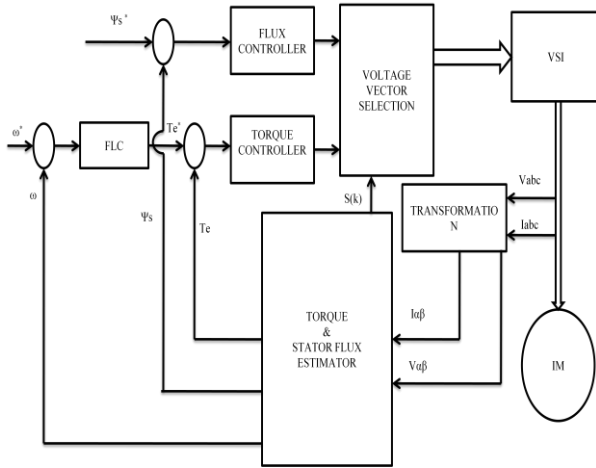 Ψs *
FLUX
CONTROLLER
VOLTAGE
VECTOR
SELECTION
VSI
ω*
FLC
Te*
TORQUE
CONTROLLER
ω
Ψs
Te
S(k)
Vabc
TRANSFORMATIO
N
Iabc
TORQUE
&
STATOR FLUX
ESTIMATOR
Iαβ
Vαβ
IM